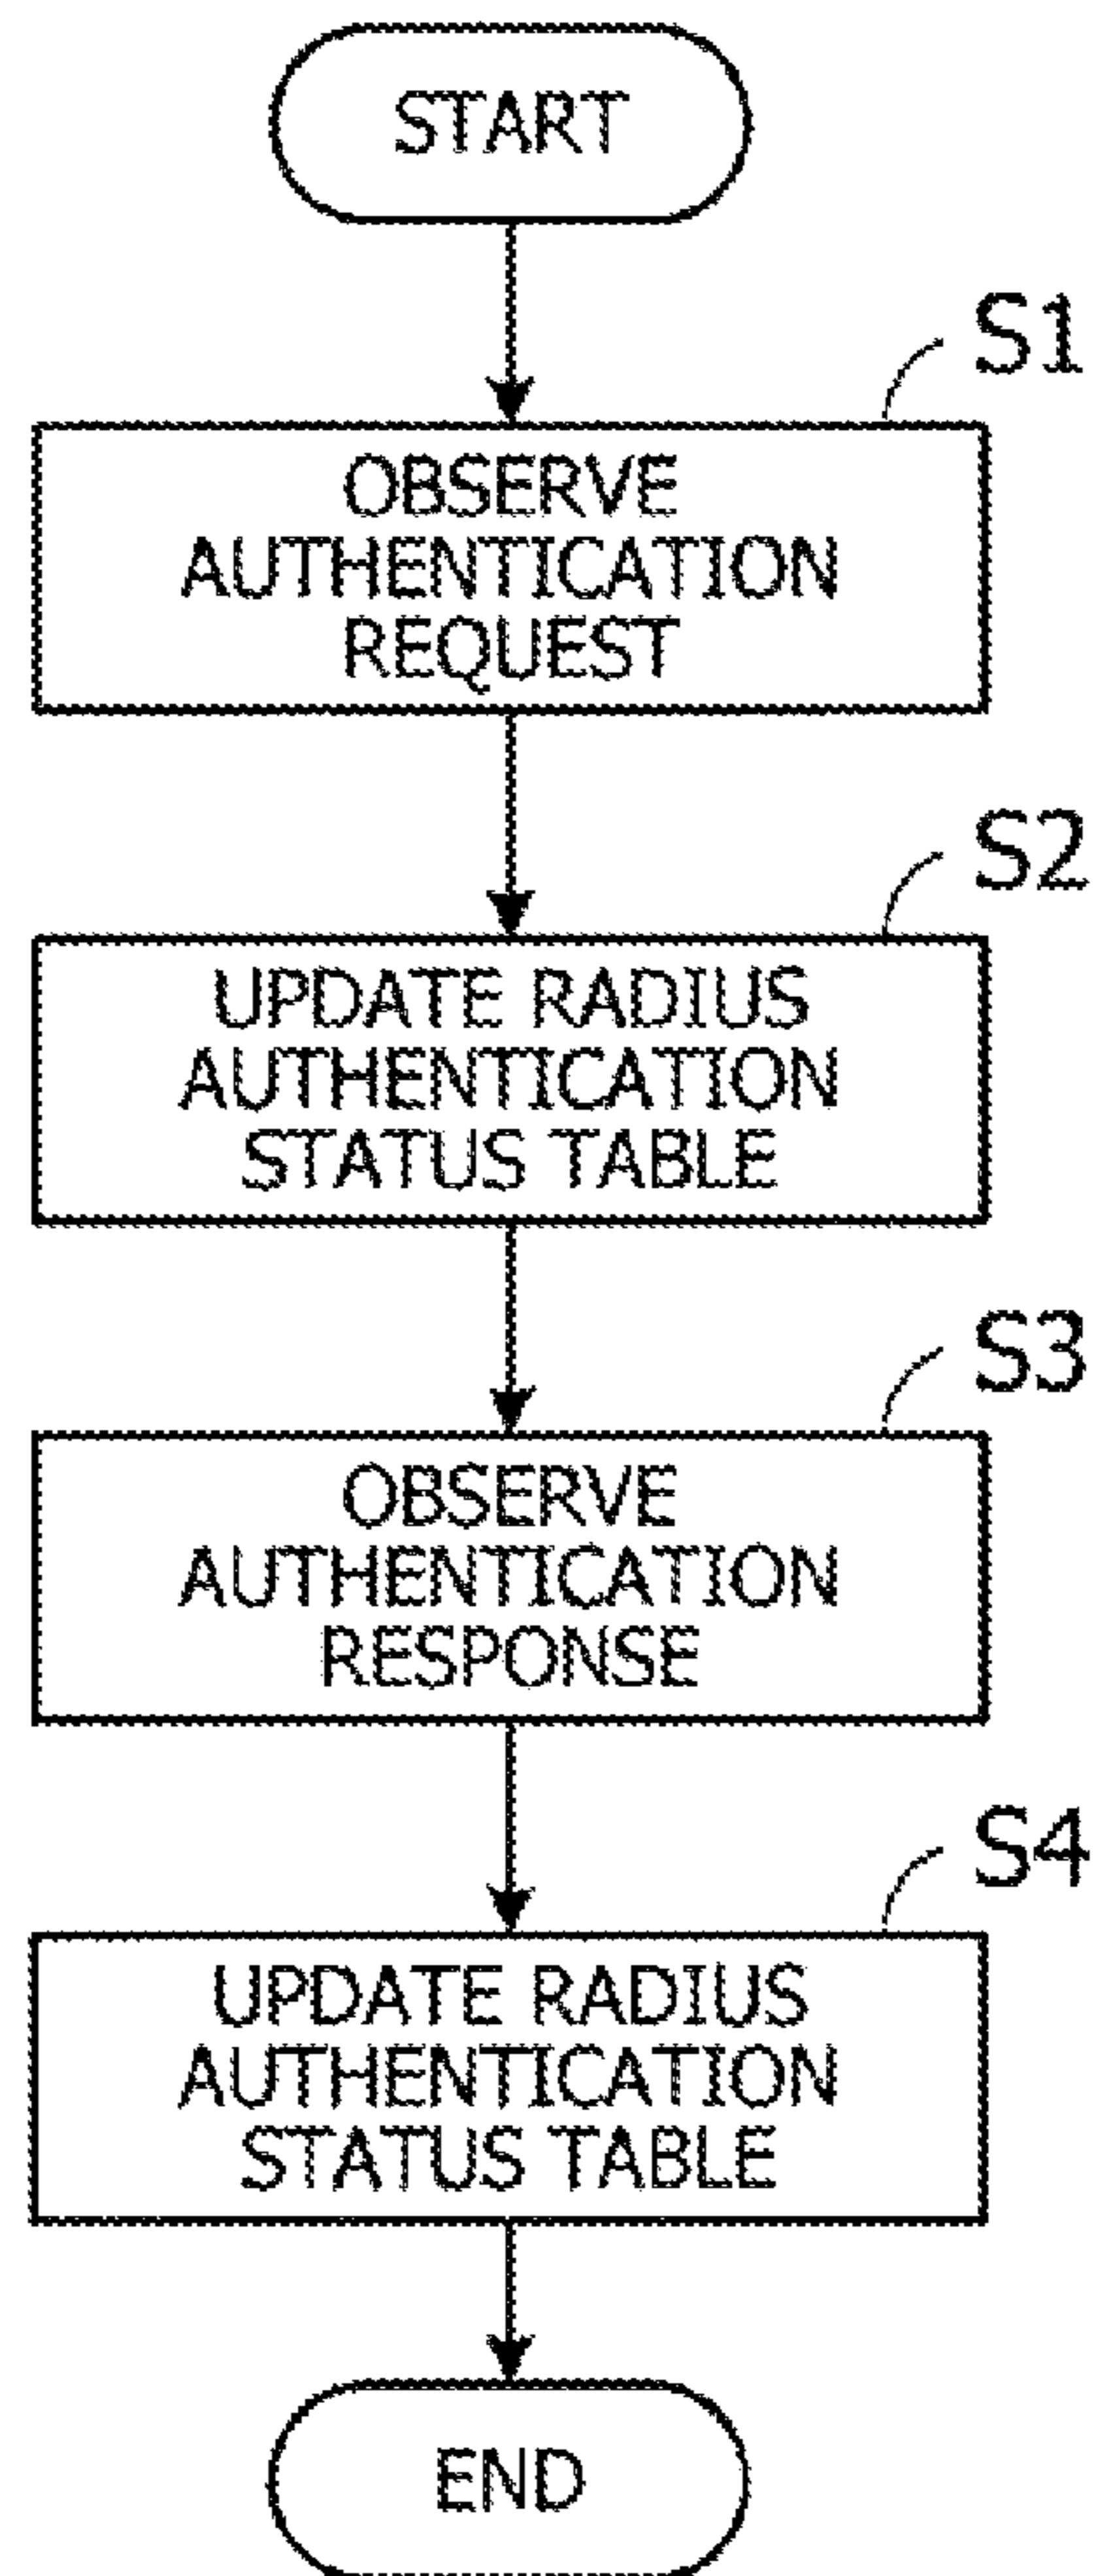 START
S1
OBSERVE
AUTHENTICATION
REQUEST
S2
UPDATE RADIUS
AUTHENTICATION
STATUS TABLE
S3
OBSERVE
AUTHENTICATION
RESPONSE
S4
UPDATE RADIUS
AUTHENTICATION
STATUS TABLE
END